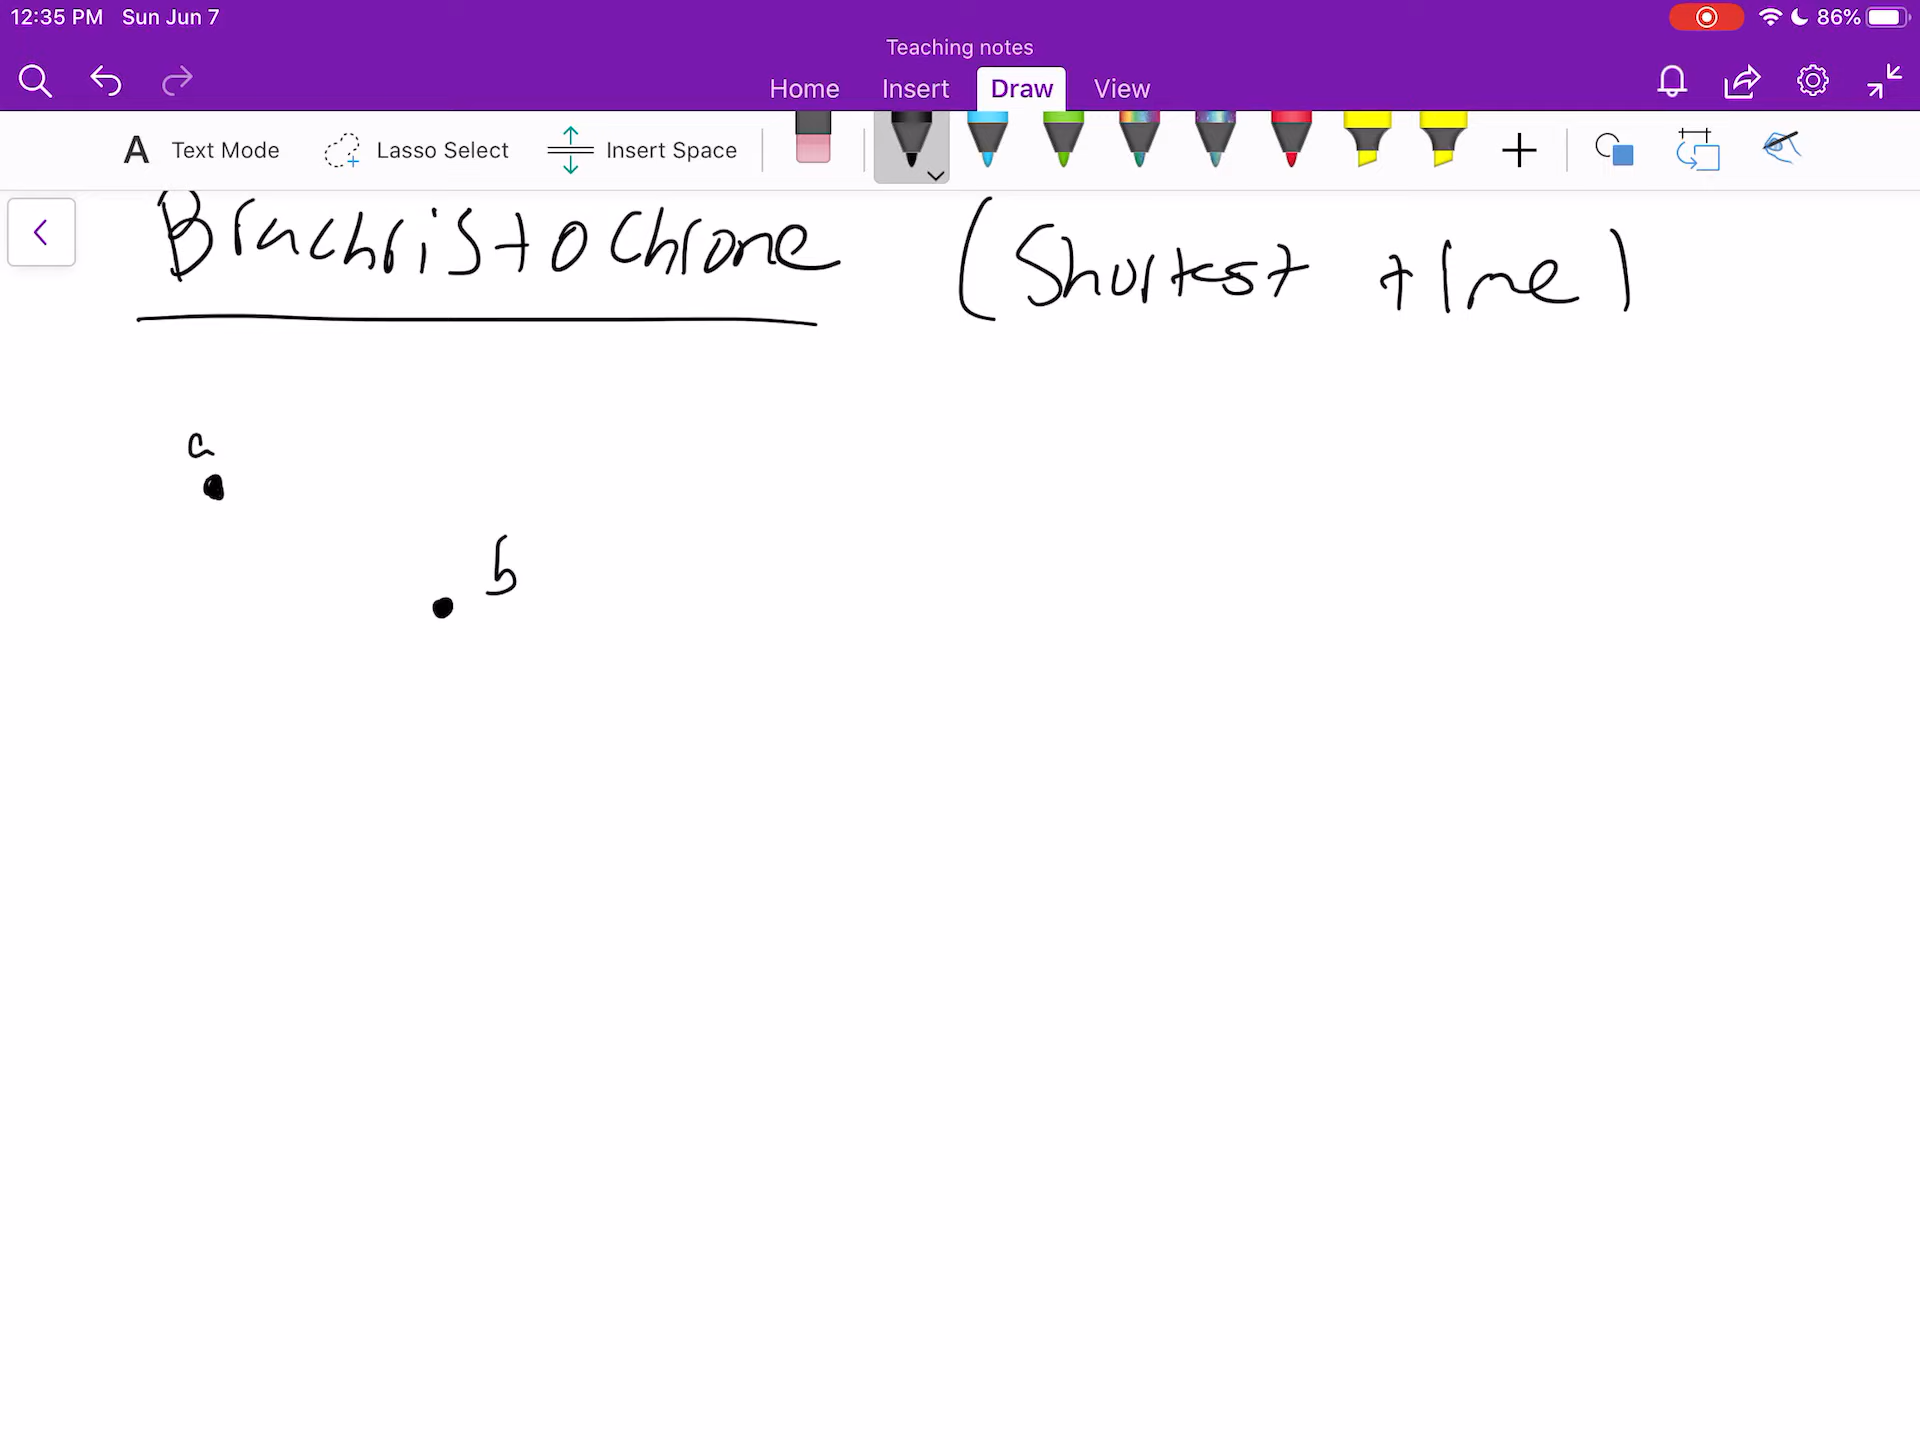 12:35 PM Sun Jun 7 86%
Teaching notes
Home Insert Draw View
A Text Mode Lasso Select Insert Space
Brachristochrone (Shortest time)
a
b